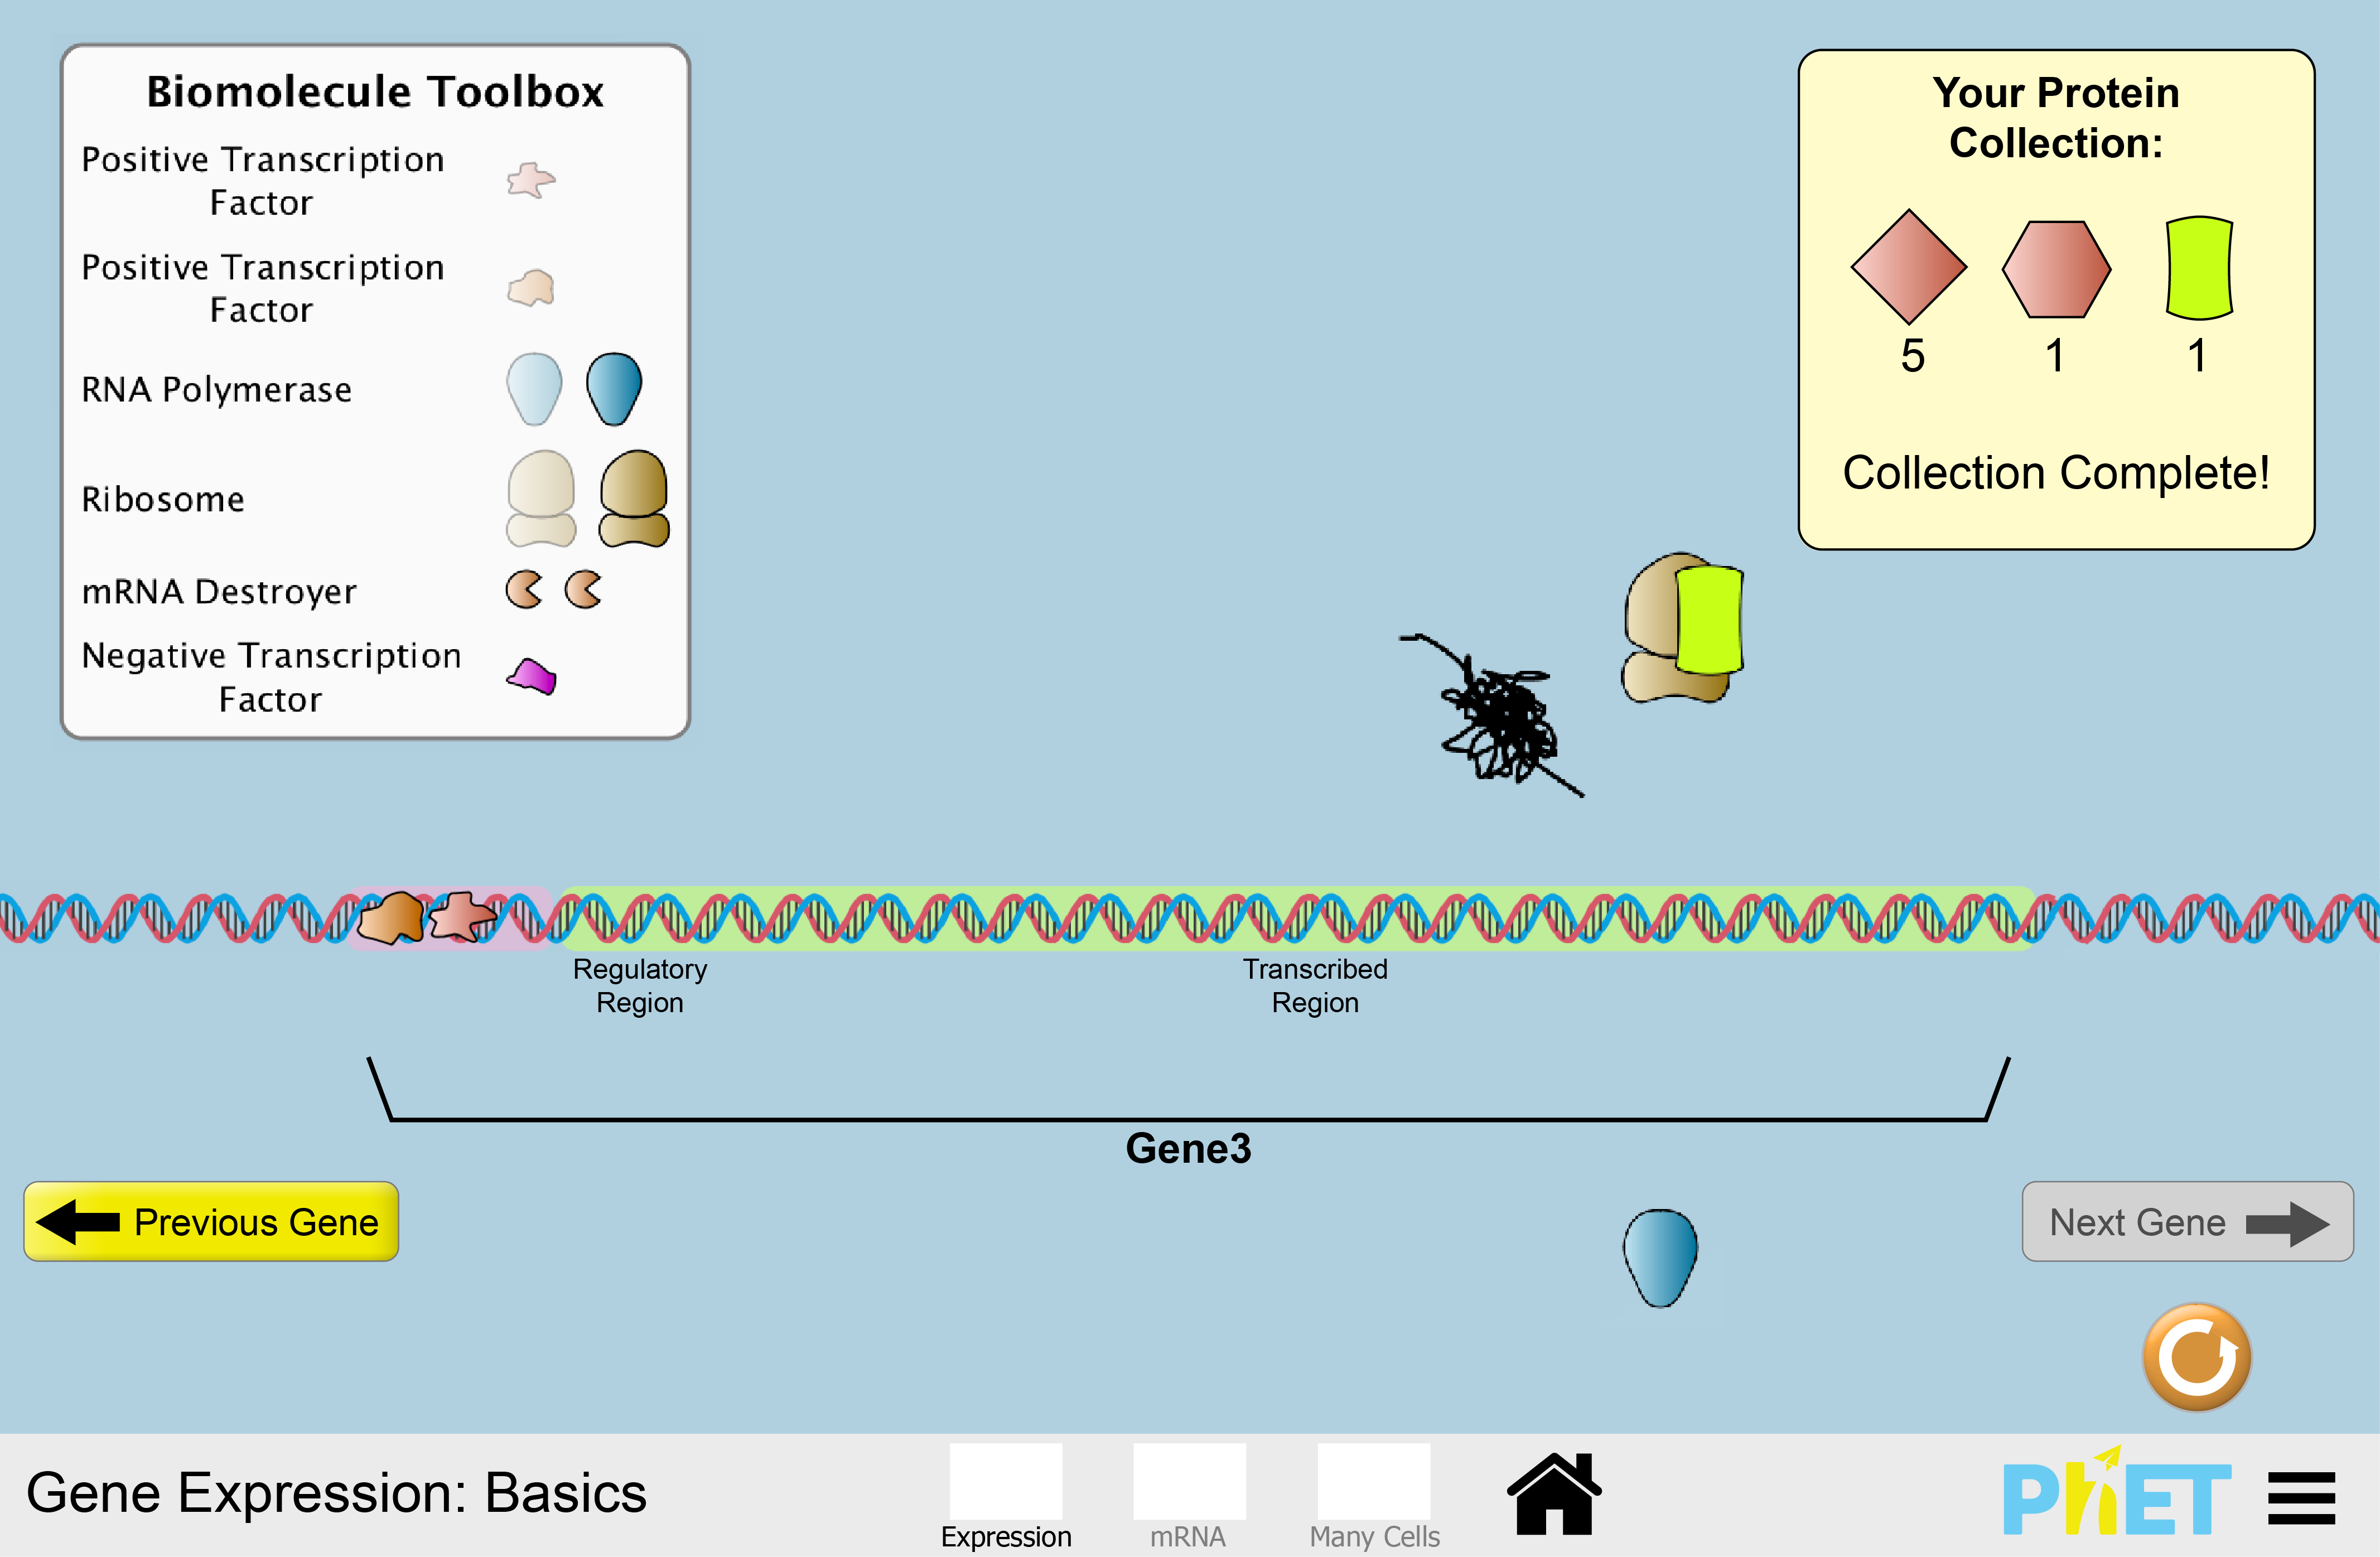 Biomolecule Toolbox
Positive Transcription
Factor
Positive Transcription
Factor
RNA Polymerase
Ribosome
mRNA Destroyer
Negative Transcription
Factor
Your Protein
Collection:
5 1 1
Collection Complete!
Regulatory
Region
Transcribed
Region
Gene3
Previous Gene
Next Gene
Gene Expression: Basics
Expression
mRNA
Many Cells
PhET